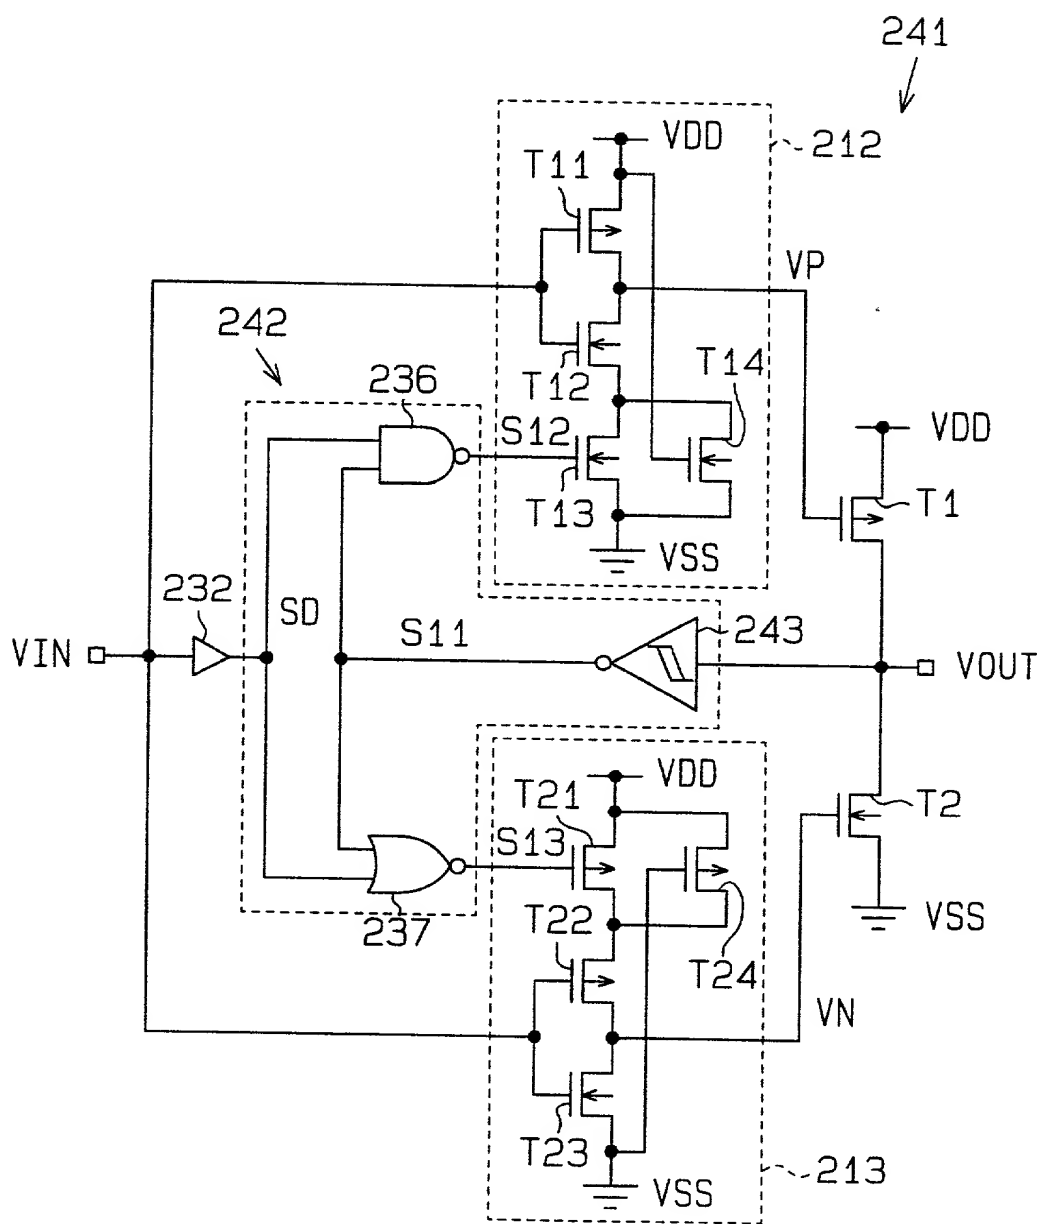 241
VDD
212
T11
VP
242
T12
T14
236
S12
VDD
T13
T1
VSS
232
SD
S11
243
VIN
VOUT
VDD
T21
T2
S13
237
T22
VSS
T24
VN
T23
213
VSS